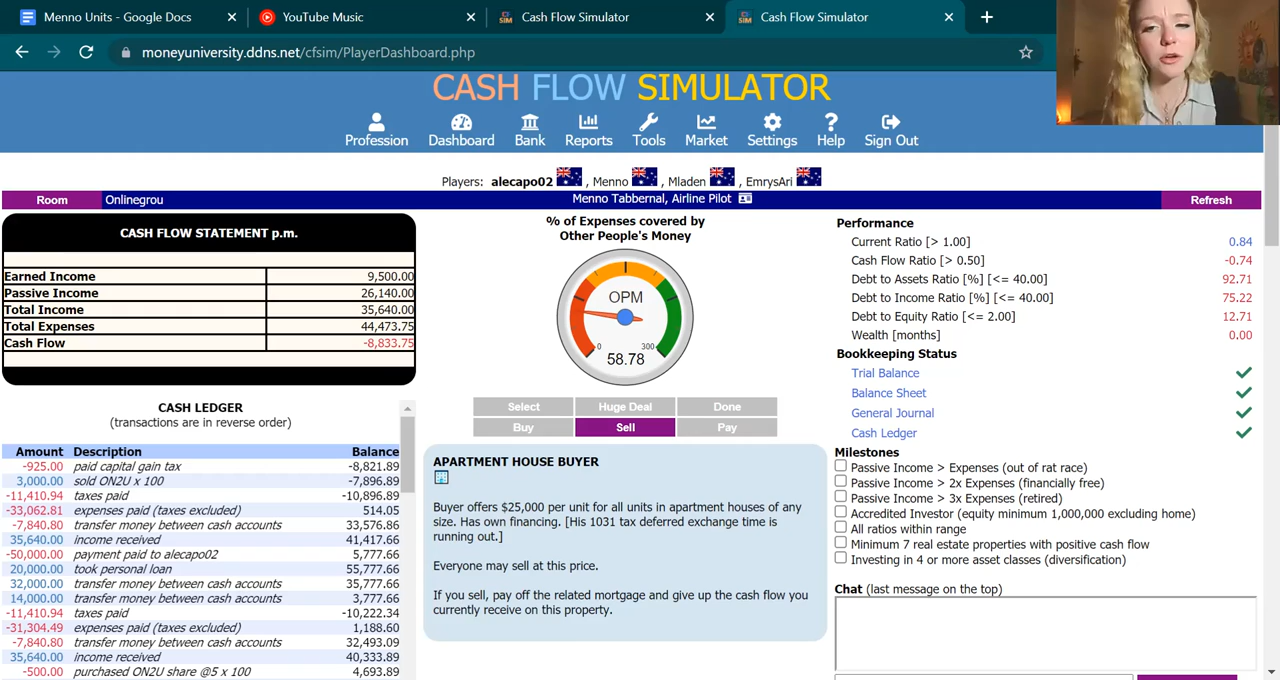 Menno Units - Google Docs
YouTube Music
Cash Flow Simulator
Cash Flow Simulator
moneyuniversity.ddns.net/cfsim/PlayerDashboard.php
CASH FLOW SIMULATOR
Profession Dashboard Bank Reports Tools Market Settings Help Sign Out
Players: alecapo02 , Menno , Mladen , EmrysAri
Room Onlinegrou
Menno Tabbernal, Airline Pilot
Refresh
CASH FLOW STATEMENT p.m.
Earned Income 9,500.00
Passive Income 26,140.00
Total Income 35,640.00
Total Expenses 44,473.75
Cash Flow -8,833.75
CASH LEDGER
(transactions are in reverse order)
Amount Description Balance
-925.00 paid capital gain tax -8,821.89
3,000.00 sold ON2U x 100 -7,896.89
-11,410.94 taxes paid -10,896.89
-33,062.81 expenses paid (taxes excluded) 514.05
-7,840.80 transfer money between cash accounts 33,576.86
35,640.00 income received 41,417.66
-50,000.00 payment paid to alecapo02 5,777.66
20,000.00 took personal loan 55,777.66
32,000.00 transfer money between cash accounts 35,777.66
14,000.00 transfer money between cash accounts 3,777.66
-11,410.94 taxes paid -10,222.34
-31,304.49 expenses paid (taxes excluded) 1,188.60
-7,840.80 transfer money between cash accounts 32,493.09
35,640.00 income received 40,333.89
-500.00 purchased ON2U share @5 x 100 4,693.89
% of Expenses covered by
Other People's Money
OPM
0 300
58.78
Select Huge Deal Done
Buy Sell Pay
APARTMENT HOUSE BUYER
Buyer offers $25,000 per unit for all units in apartment houses of any
size. Has own financing. [His 1031 tax deferred exchange time is
running out.]
Everyone may sell at this price.
If you sell, pay off the related mortgage and give up the cash flow you
currently receive on this property.
Performance
Current Ratio [> 1.00] 0.84
Cash Flow Ratio [> 0.50] -0.74
Debt to Assets Ratio [%] [<= 40.00] 92.71
Debt to Income Ratio [%] [<= 40.00] 75.22
Debt to Equity Ratio [<= 2.00] 12.71
Wealth [months] 0.00
Bookkeeping Status
Trial Balance
Balance Sheet
General Journal
Cash Ledger
Milestones
Passive Income > Expenses (out of rat race)
Passive Income > 2x Expenses (financially free)
Passive Income > 3x Expenses (retired)
Accredited Investor (equity minimum 1,000,000 excluding home)
All ratios within range
Minimum 7 real estate properties with positive cash flow
Investing in 4 or more asset classes (diversification)
Chat (last message on the top)